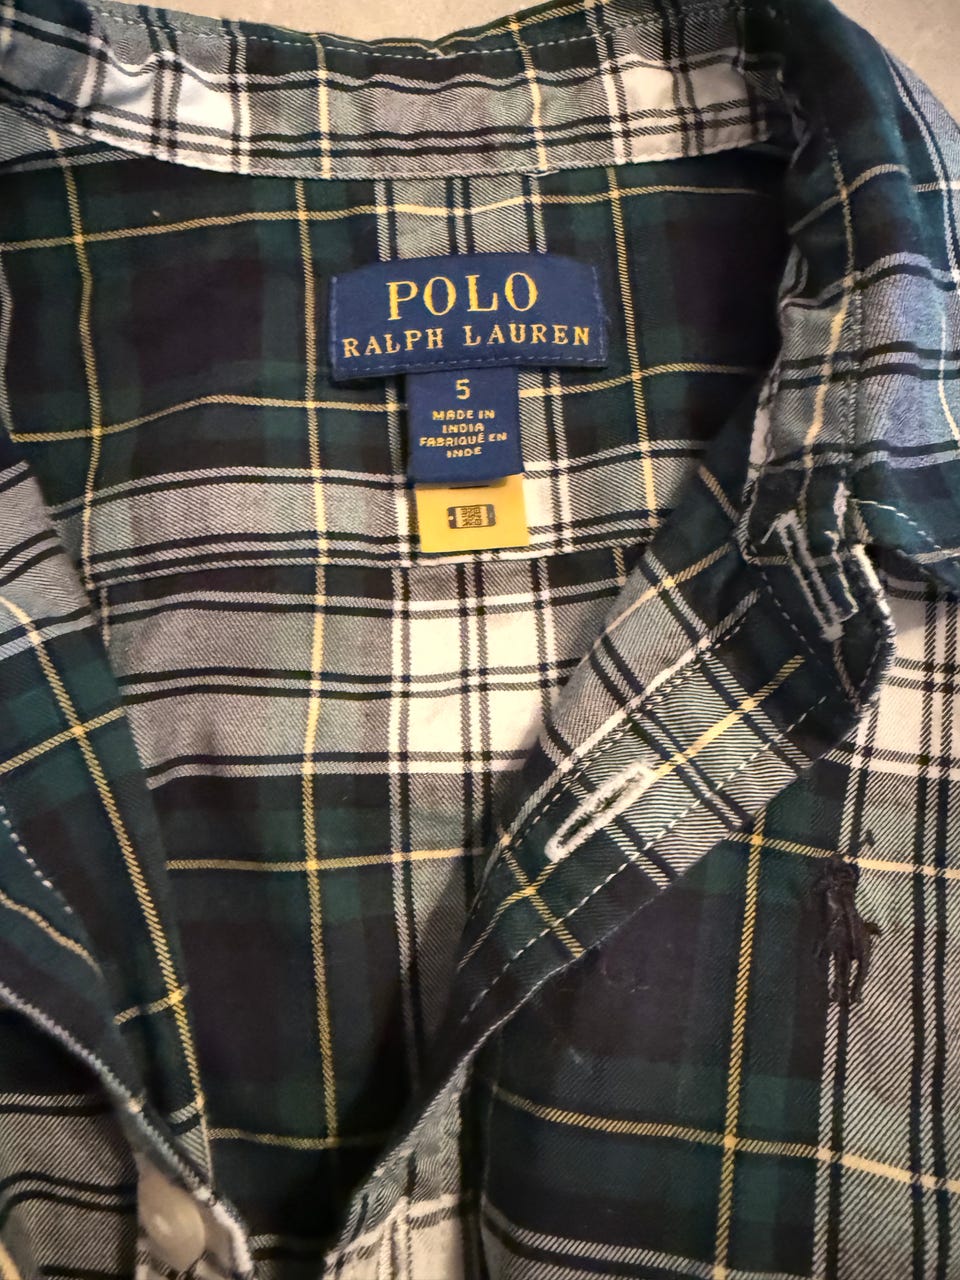 POLO
RALPH LAUREN
5
MADE IN
INDIA
FABRIQUÉ EN
INDE